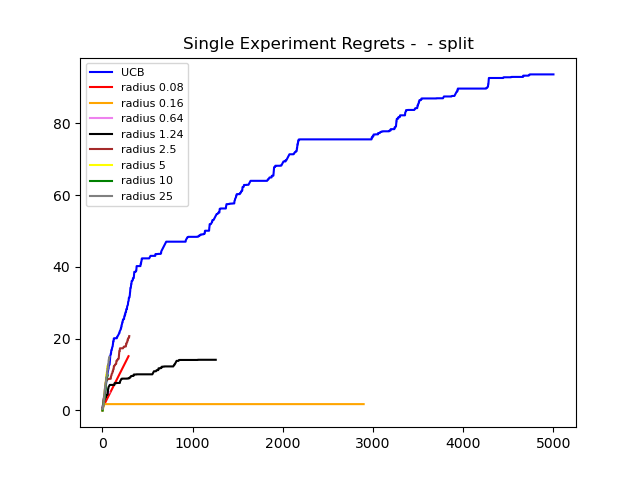 Single Experiment Regrets -  - split
UCB
radius 0.08
radius 0.16
radius 0.64
radius 1.24
radius 2.5
radius 5
radius 10
radius 25
80
60
40
20
0
0 1000 2000 3000 4000 5000